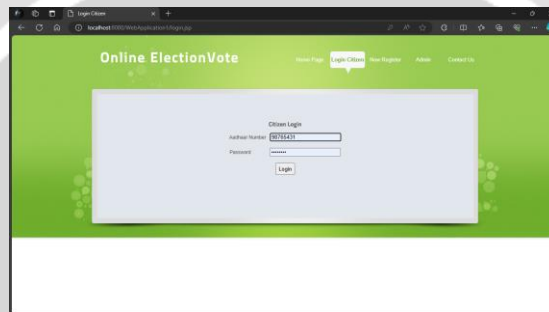 Login Citizen
localhost:8080/WebApplication1/login.jsp
Online ElectionVote
Home Page Login Citizen New Register Admin Contact Us
Citizen Login
Aadhaar Number 98765431
Password ••••••••
Login